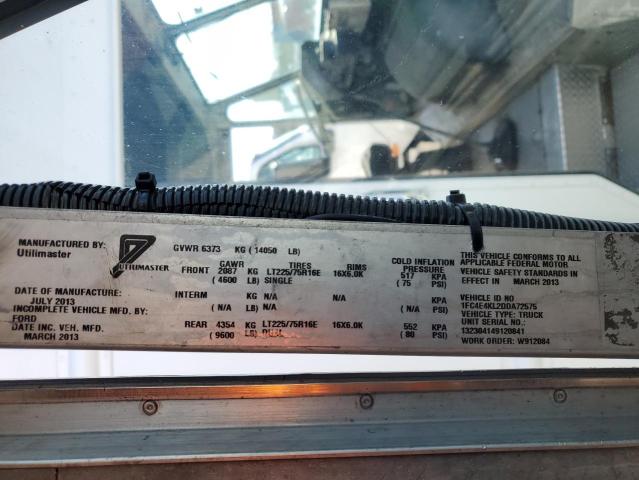 MANUFACTURED BY:
Utilimaster
UTILIMASTER
GVWR 6373 KG (14050 LB)
GAWR TIRES RIMS COLD INFLATION PRESSURE
FRONT 2087 KG LT225/75R16E 16X6.0K 517 KPA
(4600 LB) SINGLE (75 PSI)
DATE OF MANUFACTURE:
JULY 2013
INTERM KG N/A N/A KPA
(N/A LB) N/A (N/A PSI)
INCOMPLETE VEHICLE MFD. BY:
FORD
DATE INC. VEH. MFD.
MARCH 2013
REAR 4354 KG LT225/75R16E 16X6.0K 552 KPA
(9600 LB) DUAL (80 PSI)
THIS VEHICLE CONFORMS TO ALL
APPLICABLE FEDERAL MOTOR
VEHICLE SAFETY STANDARDS IN
EFFECT IN MARCH 2013
VEHICLE ID NO
1FC4E4KL2DDA72575
VEHICLE TYPE: TRUCK
UNIT SERIAL NO.:
132304149120841
WORK ORDER: W912084